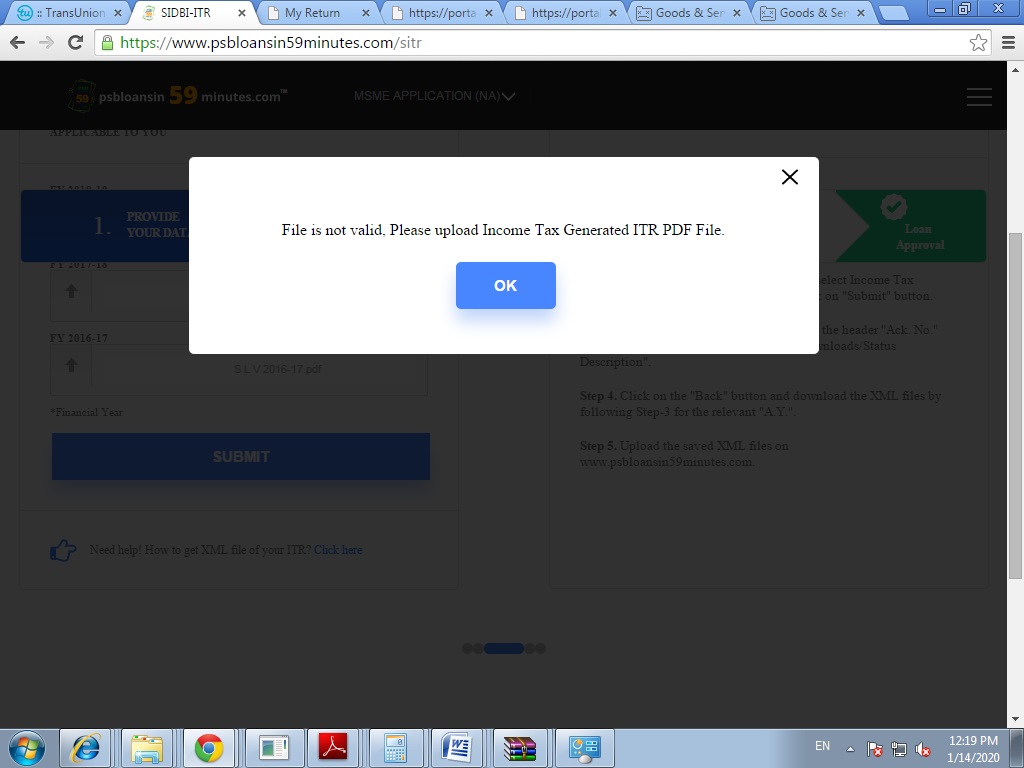 :: TransUnion
SIDBI-ITR
My Return
https://porta
https://porta
Goods & Ser
Goods & Ser
https://www.psbloansin59minutes.com/sitr
psbloansin 59 minutes.com™
MSME APPLICATION (NA)
APPLICABLE TO YOU
FY 2018-19
1. PROVIDE
YOUR DAT
Loan
Approval
File is not valid, Please upload Income Tax Generated ITR PDF File.
OK
FY 2017-18
FY 2016-17
S L V 2016-17.pdf
*Financial Year
SUBMIT
Need help! How to get XML file of your ITR? Click here
elect Income Tax
on "Submit" button.
the header "Ack. No."
nloads/Status
Description".
Step 4. Click on the "Back" button and download the XML files by
following Step-3 for the relevant "A.Y.".
Step 5. Upload the saved XML files on
www.psbloansin59minutes.com.
EN
12:19 PM
1/14/2020